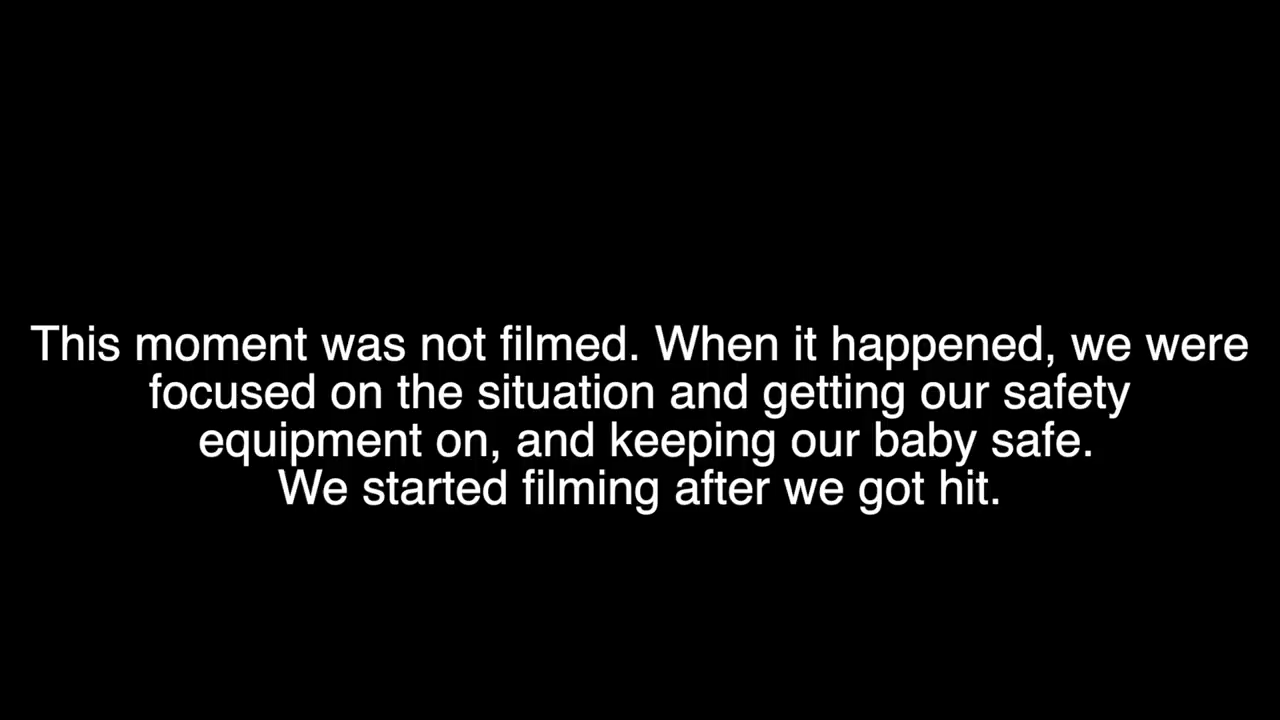 This moment was not filmed. When it happened, we were
focused on the situation and getting our safety
equipment on, and keeping our baby safe.
We started filming after we got hit.